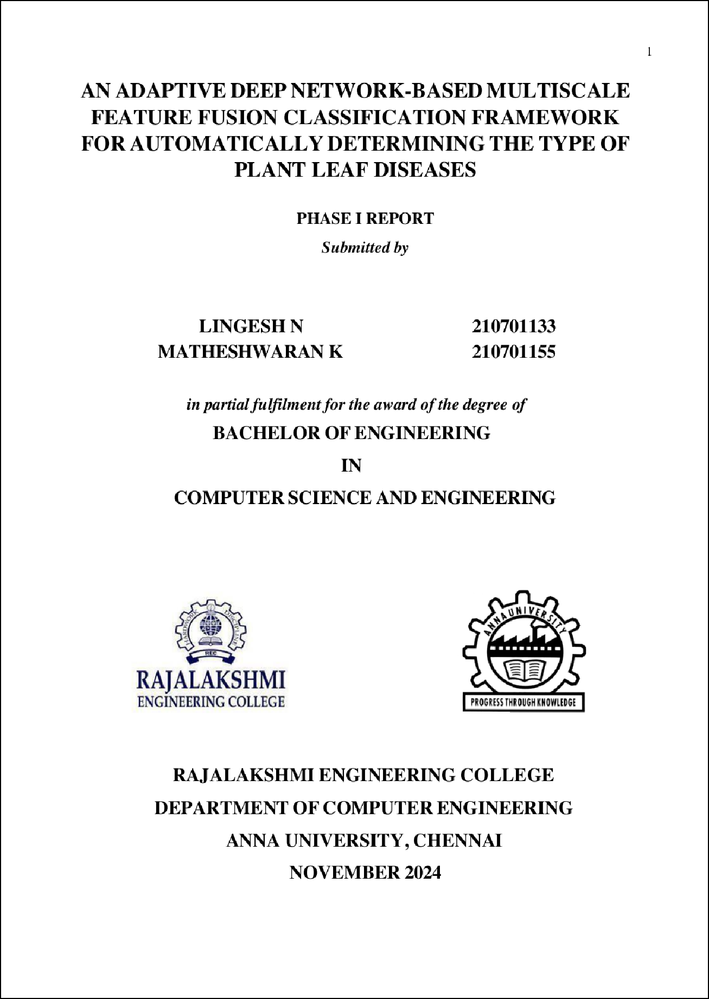 1
AN ADAPTIVE DEEP NETWORK-BASED MULTISCALE
FEATURE FUSION CLASSIFICATION FRAMEWORK
FOR AUTOMATICALLY DETERMINING THE TYPE OF
PLANT LEAF DISEASES
PHASE I REPORT
Submitted by
LINGESH N 210701133
MATHESHWARAN K 210701155
in partial fulfilment for the award of the degree of
BACHELOR OF ENGINEERING
IN
COMPUTER SCIENCE AND ENGINEERING
HARDWORK DISCIPLINE
REC
RAJALAKSHMI
ENGINEERING COLLEGE
ANNA UNIVERSITY
PROGRESS THROUGH KNOWLEDGE
RAJALAKSHMI ENGINEERING COLLEGE
DEPARTMENT OF COMPUTER ENGINEERING
ANNA UNIVERSITY, CHENNAI
NOVEMBER 2024